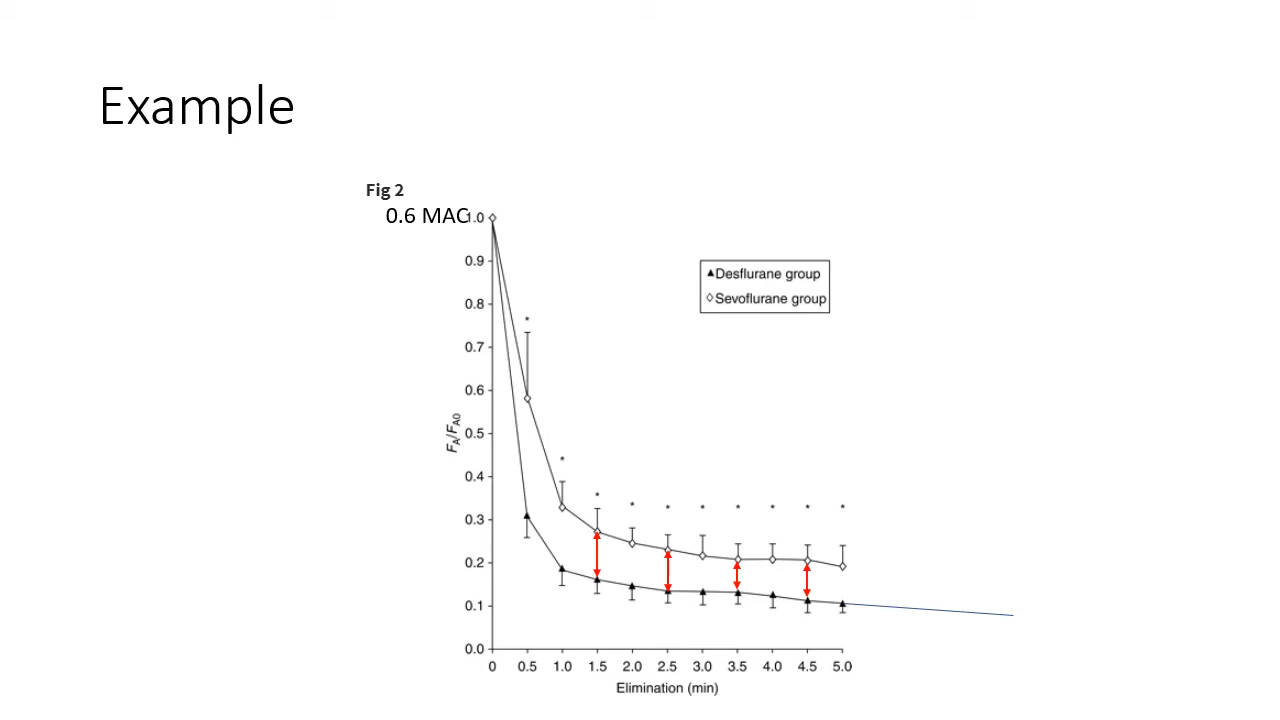 Example
Fig 2
0.6 MAC
1.0
Desflurane group
Sevoflurane group
0.9
0.8
0.7
0.6
0.5
0.4
0.3
0.2
0.1
0.0
FA/FA0
* * * * * * * * * *
0 0.5 1.0 1.5 2.0 2.5 3.0 3.5 4.0 4.5 5.0
Elimination (min)